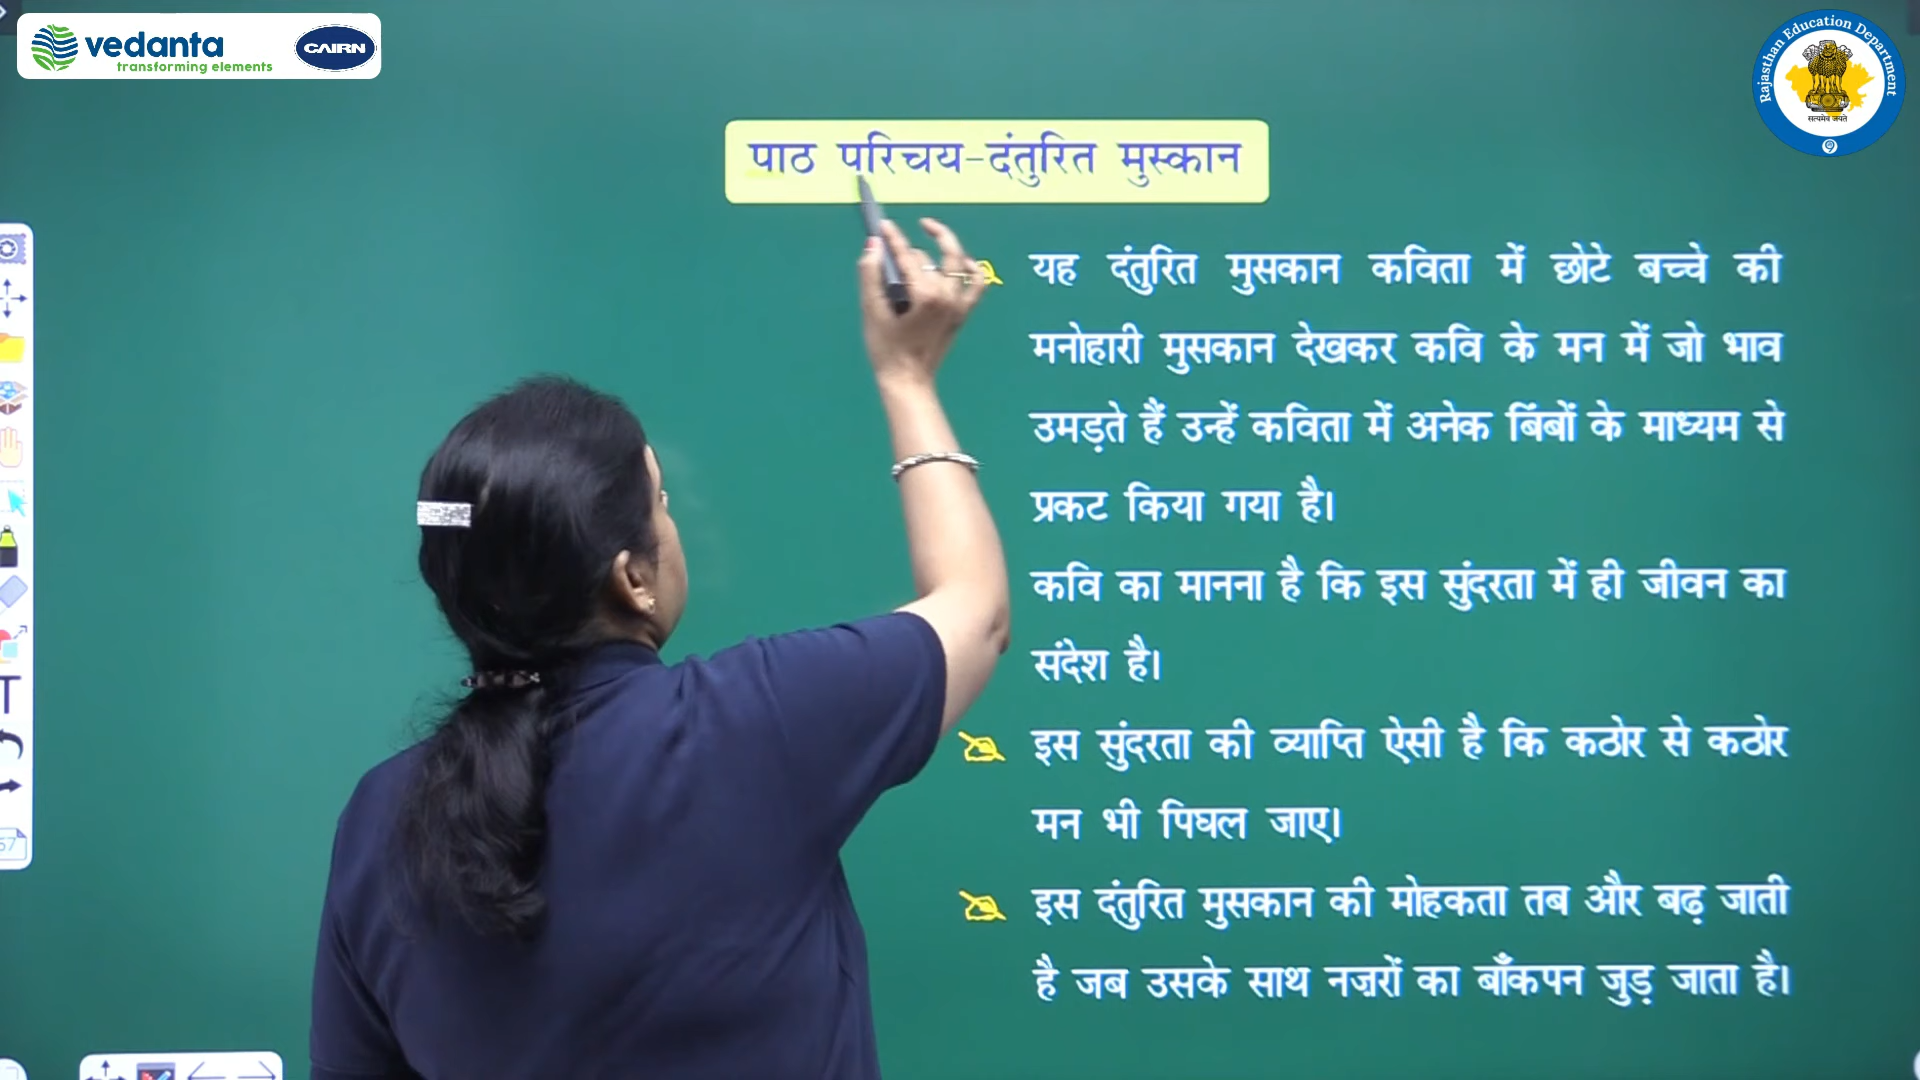 vedanta
transforming elements
CAIRN
Rajasthan Education Department
सत्यमेव जयते
पाठ परिचय-दंतुरित मुस्कान
यह दंतुरित मुसकान कविता में छोटे बच्चे की
मनोहारी मुसकान देखकर कवि के मन में जो भाव
उमड़ते हैं उन्हें कविता में अनेक बिंबों के माध्यम से
प्रकट किया गया है।
कवि का मानना है कि इस सुंदरता में ही जीवन का
संदेश है।
इस सुंदरता की व्याप्ति ऐसी है कि कठोर से कठोर
मन भी पिघल जाए।
इस दंतुरित मुसकान की मोहकता तब और बढ़ जाती
है जब उसके साथ नज़रों का बाँकपन जुड़ जाता है।